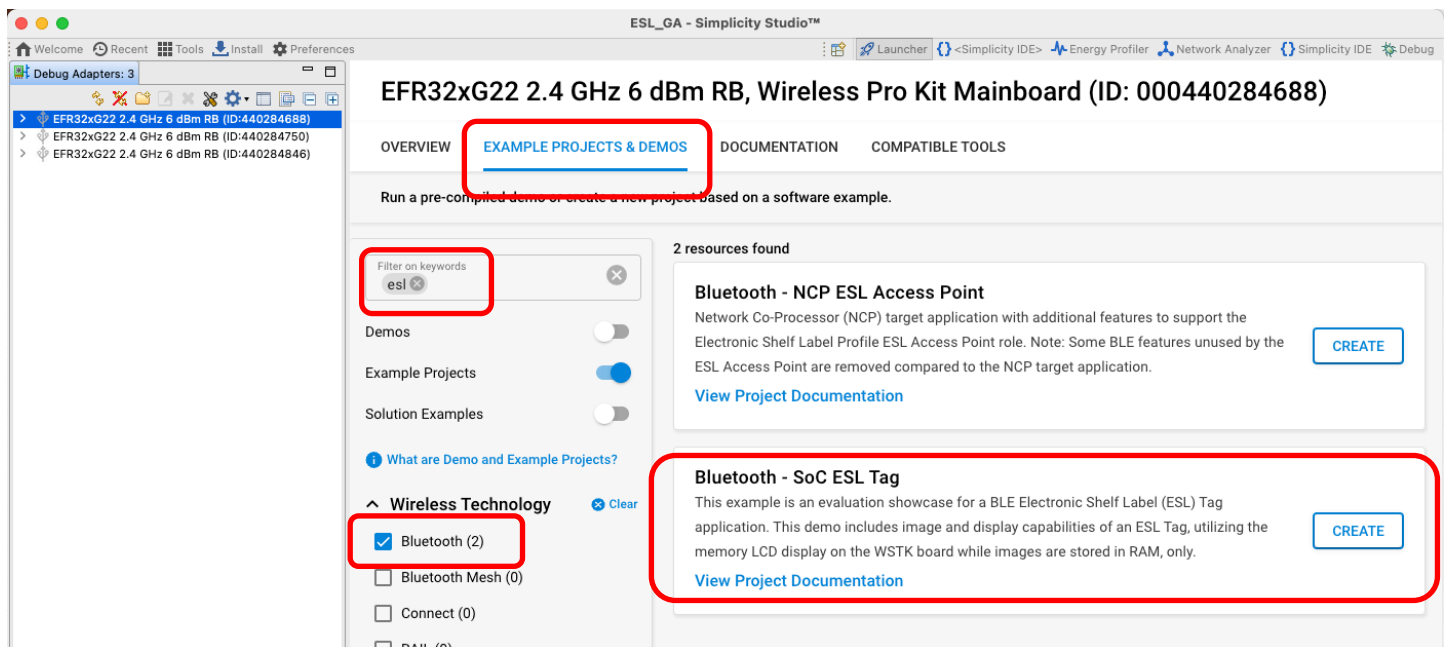 ESL_GA - Simplicity Studio™
Welcome Recent Tools Install Preferences
Launcher <Simplicity IDE> Energy Profiler Network Analyzer Simplicity IDE Debug
Debug Adapters: 3
EFR32xG22 2.4 GHz 6 dBm RB (ID:440284688)
EFR32xG22 2.4 GHz 6 dBm RB (ID:440284750)
EFR32xG22 2.4 GHz 6 dBm RB (ID:440284846)
EFR32xG22 2.4 GHz 6 dBm RB, Wireless Pro Kit Mainboard (ID: 000440284688)
OVERVIEW EXAMPLE PROJECTS & DEMOS DOCUMENTATION COMPATIBLE TOOLS
Run a pre-compiled demo or create a new project based on a software example.
Filter on keywords
esl
Demos
Example Projects
Solution Examples
What are Demo and Example Projects?
Wireless Technology Clear
Bluetooth (2)
Bluetooth Mesh (0)
Connect (0)
RAIL (0)
2 resources found
Bluetooth - NCP ESL Access Point
Network Co-Processor (NCP) target application with additional features to support the
Electronic Shelf Label Profile ESL Access Point role. Note: Some BLE features unused by the
ESL Access Point are removed compared to the NCP target application.
View Project Documentation
CREATE
Bluetooth - SoC ESL Tag
This example is an evaluation showcase for a BLE Electronic Shelf Label (ESL) Tag
application. This demo includes image and display capabilities of an ESL Tag, utilizing the
memory LCD display on the WSTK board while images are stored in RAM, only.
View Project Documentation
CREATE